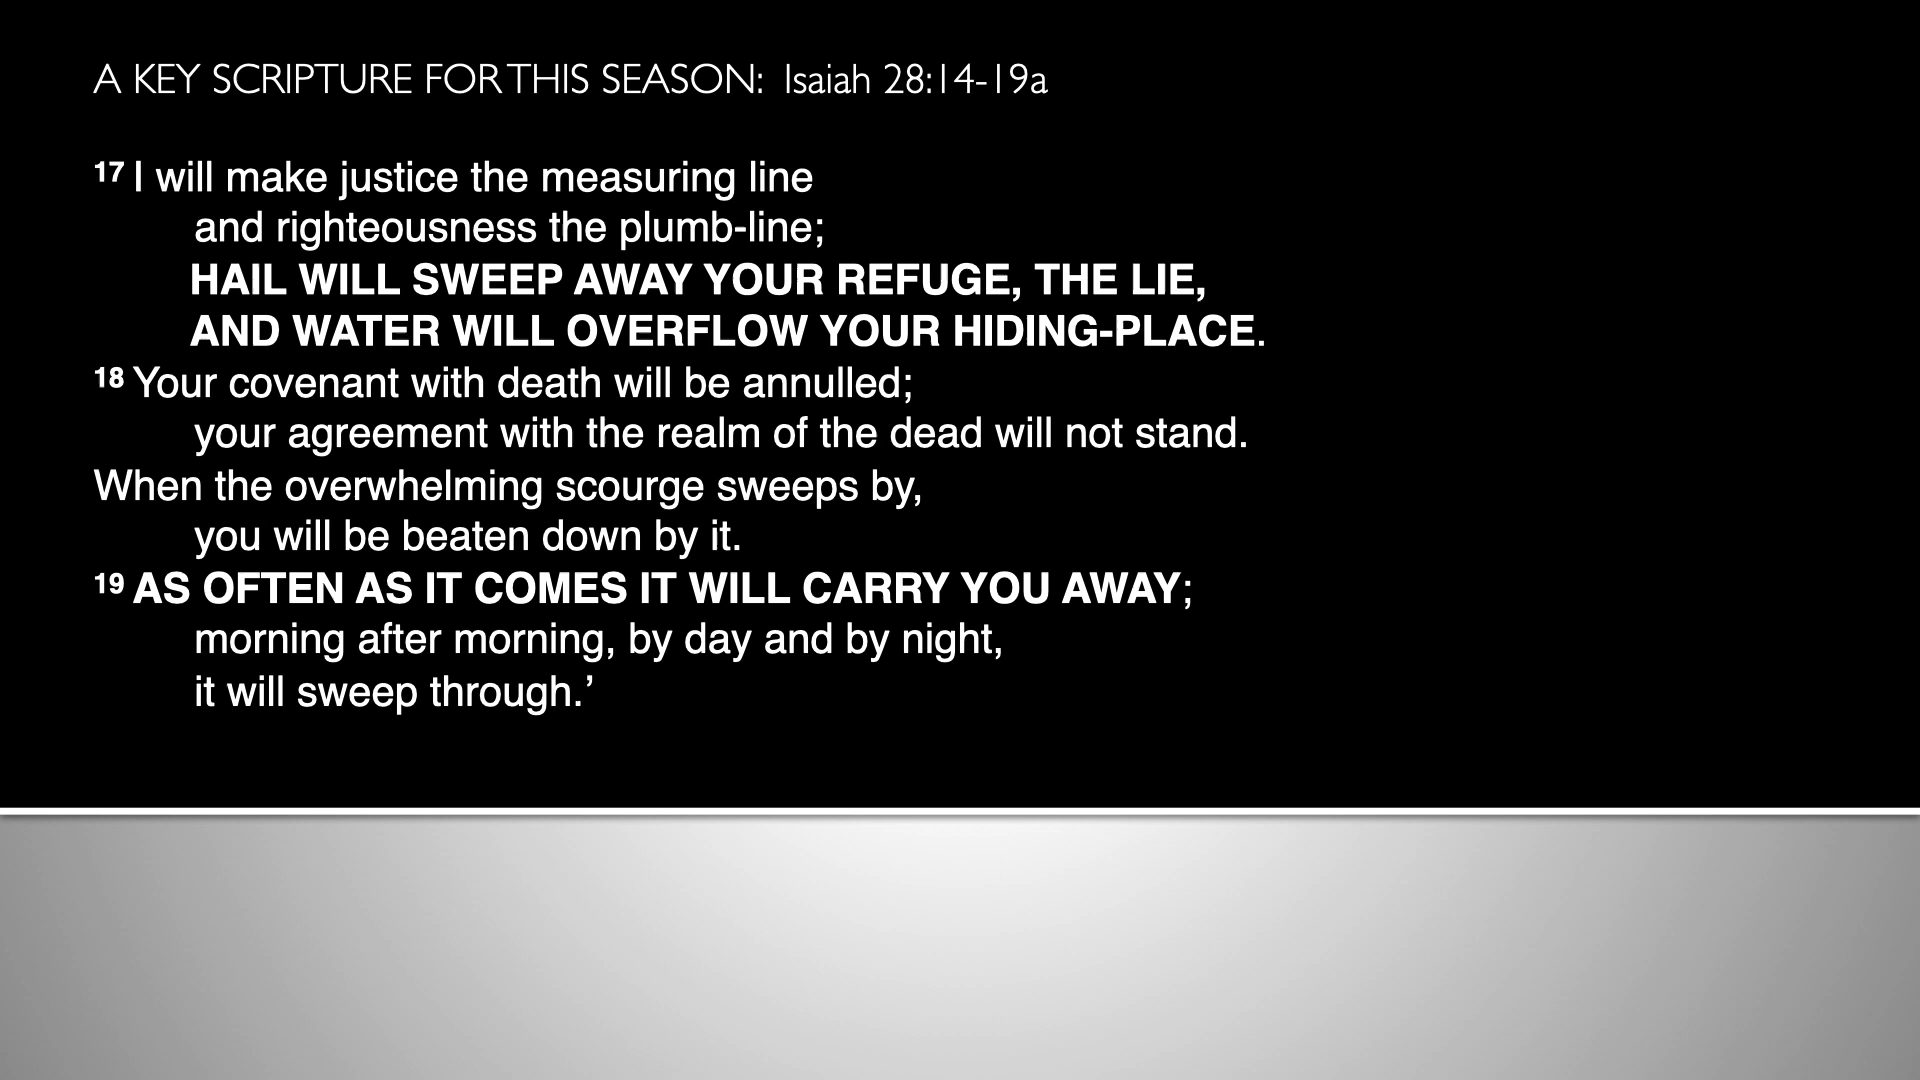 A KEY SCRIPTURE FOR THIS SEASON: Isaiah 28:14-19a
17 I will make justice the measuring line
and righteousness the plumb-line;
HAIL WILL SWEEP AWAY YOUR REFUGE, THE LIE,
AND WATER WILL OVERFLOW YOUR HIDING-PLACE.
18 Your covenant with death will be annulled;
your agreement with the realm of the dead will not stand.
When the overwhelming scourge sweeps by,
you will be beaten down by it.
19 AS OFTEN AS IT COMES IT WILL CARRY YOU AWAY;
morning after morning, by day and by night,
it will sweep through.’